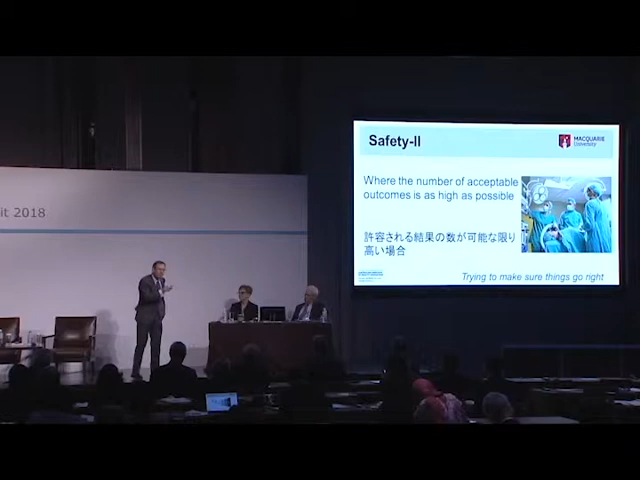 it 2018
Safety-II
MACQUARIE
University
Where the number of acceptable
outcomes is as high as possible
許容される結果の数が可能な限り
高い場合
Trying to make sure things go right